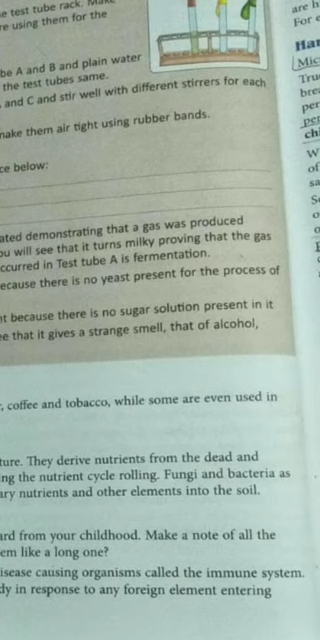 e test tube rack. Make
re using them for the
be A and B and plain water
the test tubes same.
and C and stir well with different stirrers for each
make them air tight using rubber bands.
ce below:
ated demonstrating that a gas was produced
ou will see that it turns milky proving that the gas
ccurred in Test tube A is fermentation.
ecause there is no yeast present for the process of
nt because there is no sugar solution present in it
ee that it gives a strange smell, that of alcohol,
, coffee and tobacco, while some are even used in
ture. They derive nutrients from the dead and
ing the nutrient cycle rolling. Fungi and bacteria as
ary nutrients and other elements into the soil.
ard from your childhood. Make a note of all the
em like a long one?
isease causing organisms called the immune system.
dy in response to any foreign element entering
are h
For e
Har
Mic
Tru
brea
per
per
chi
W
of
sa
S
o